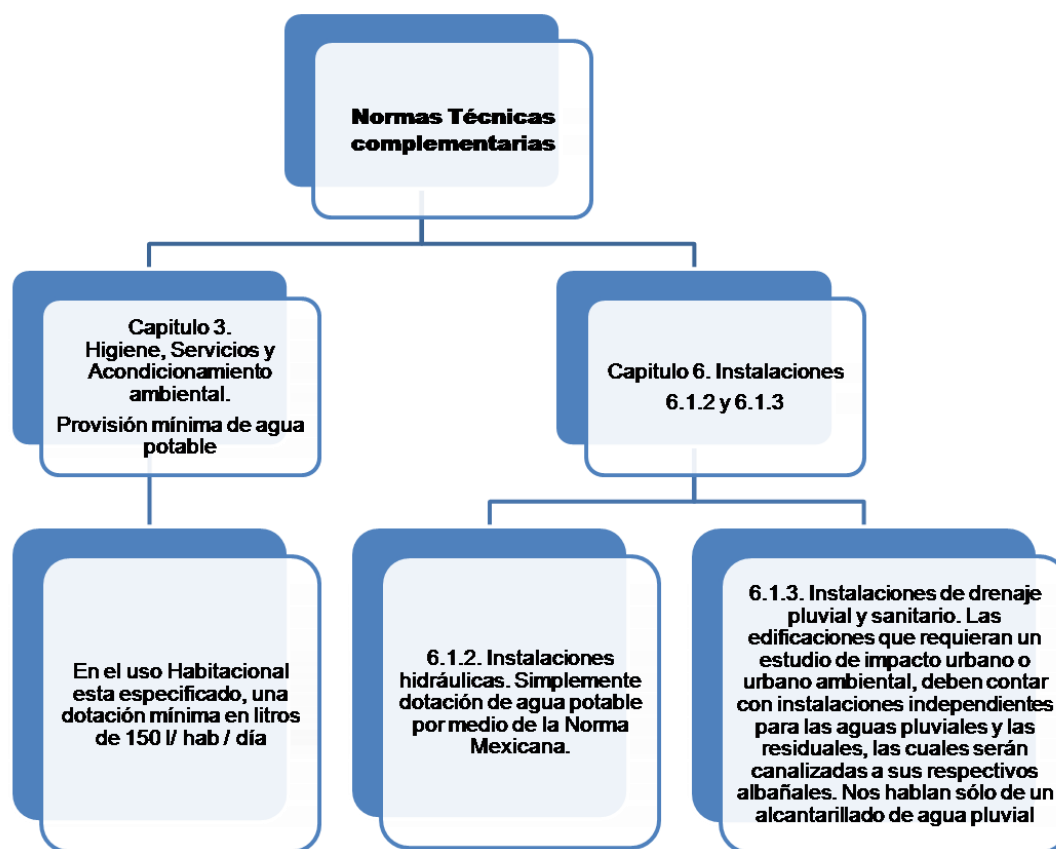 Normas Técnicas
complementarias
Capitulo 3.
Higiene, Servicios y
Acondicionamiento
ambiental.
Provisión mínima de agua
potable
Capitulo 6. Instalaciones
6.1.2 y 6.1.3
En el uso Habitacional
esta especificado, una
dotación mínima en litros
de 150 l/ hab / día
6.1.2. Instalaciones
hidráulicas. Simplemente
dotación de agua potable
por medio de la Norma
Mexicana.
6.1.3. Instalaciones de drenaje
pluvial y sanitario. Las
edificaciones que requieran un
estudio de impacto urbano o
urbano ambiental, deben contar
con instalaciones independientes
para las aguas pluviales y las
residuales, las cuales serán
canalizadas a sus respectivos
albañales. Nos hablan sólo de un
alcantarillado de agua pluvial